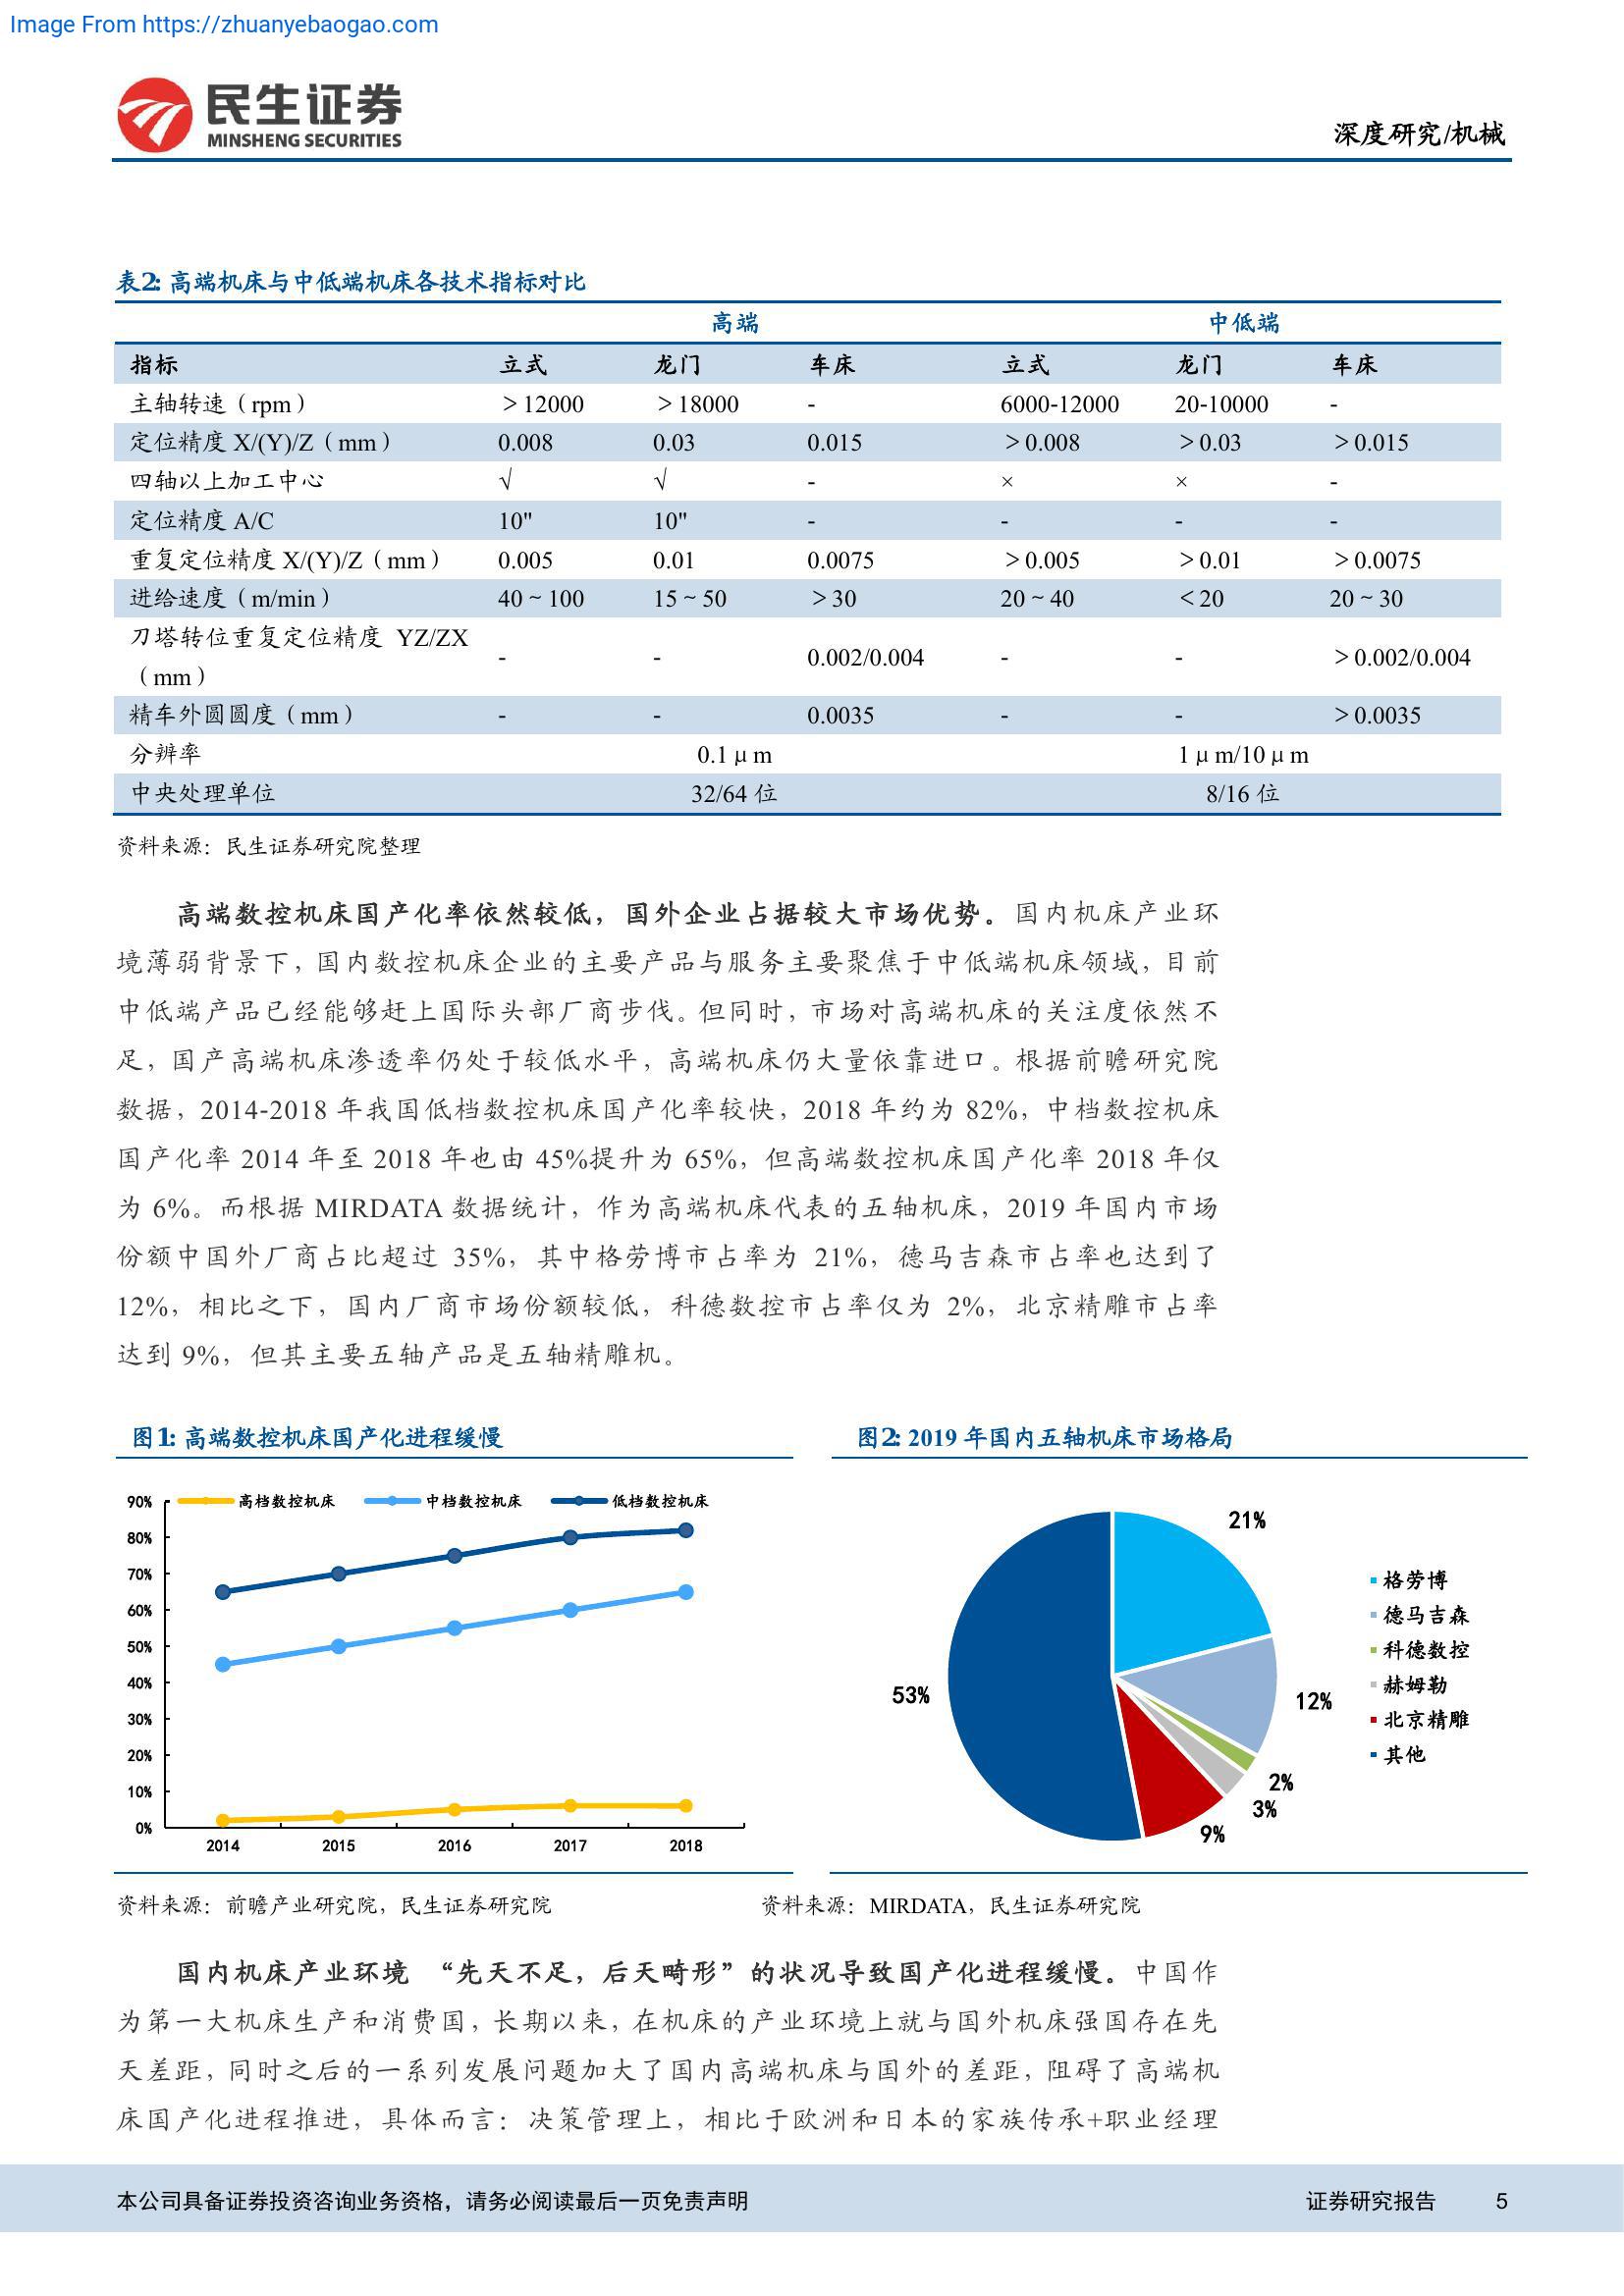 Image From https://zhuanyebaogao.com
民生证券
MINSHENG SECURITIES
深度研究/机械
表2: 高端机床与中低端机床各技术指标对比
高端 中低端
指标 立式 龙门 车床 立式 龙门 车床
主轴转速（rpm） ＞12000 ＞18000 - 6000-12000 20-10000 -
定位精度 X/(Y)/Z（mm） 0.008 0.03 0.015 ＞0.008 ＞0.03 ＞0.015
四轴以上加工中心 √ √ - × × -
定位精度 A/C 10" 10" - - - -
重复定位精度 X/(Y)/Z（mm） 0.005 0.01 0.0075 ＞0.005 ＞0.01 ＞0.0075
进给速度（m/min） 40～100 15～50 ＞30 20～40 ＜20 20～30
刀塔转位重复定位精度 YZ/ZX
（mm） - - 0.002/0.004 - - ＞0.002/0.004
精车外圆圆度（mm） - - 0.0035 - - ＞0.0035
分辨率 0.1μm 1μm/10μm
中央处理单位 32/64 位 8/16 位
资料来源：民生证券研究院整理
高端数控机床国产化率依然较低，国外企业占据较大市场优势。国内机床产业环
境薄弱背景下，国内数控机床企业的主要产品与服务主要聚焦于中低端机床领域，目前
中低端产品已经能够赶上国际头部厂商步伐。但同时，市场对高端机床的关注度依然不
足，国产高端机床渗透率仍处于较低水平，高端机床仍大量依靠进口。根据前瞻研究院
数据，2014-2018 年我国低档数控机床国产化率较快，2018 年约为 82%，中档数控机床
国产化率 2014 年至 2018 年也由 45%提升为 65%，但高端数控机床国产化率 2018 年仅
为 6%。而根据 MIRDATA 数据统计，作为高端机床代表的五轴机床，2019 年国内市场
份额中国外厂商占比超过 35%，其中格劳博市占率为 21%，德马吉森市占率也达到了
12%，相比之下，国内厂商市场份额较低，科德数控市占率仅为 2%，北京精雕市占率
达到 9%，但其主要五轴产品是五轴精雕机。
图1: 高端数控机床国产化进程缓慢
高档数控机床 中档数控机床 低档数控机床
90%
80%
70%
60%
50%
40%
30%
20%
10%
0%
2014 2015 2016 2017 2018
资料来源：前瞻产业研究院，民生证券研究院
图2: 2019 年国内五轴机床市场格局
21%
12%
2%
3%
9%
53%
格劳博
德马吉森
科德数控
赫姆勒
北京精雕
其他
资料来源：MIRDATA，民生证券研究院
国内机床产业环境 “先天不足，后天畸形”的状况导致国产化进程缓慢。中国作
为第一大机床生产和消费国，长期以来，在机床的产业环境上就与国外机床强国存在先
天差距，同时之后的一系列发展问题加大了国内高端机床与国外的差距，阻碍了高端机
床国产化进程推进，具体而言：决策管理上，相比于欧洲和日本的家族传承+职业经理
本公司具备证券投资咨询业务资格，请务必阅读最后一页免责声明 证券研究报告 5